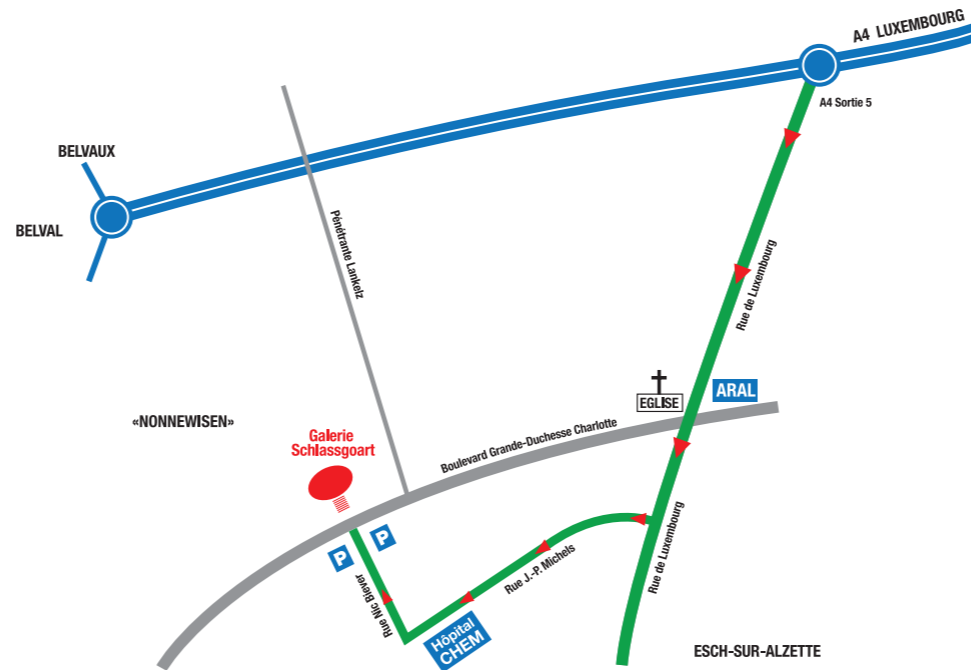 A4 LUXEMBOURG
A4 Sortie 5
BELVAUX
BELVAL
Pénétrante Lankelz
Rue de Luxembourg
ARAL
EGLISE
«NONNEWISEN»
Galerie
Schlassgoart
Boulevard Grande-Duchesse Charlotte
P
P
Rue Nic Biever
Rue J.-P. Michels
Rue de Luxembourg
Hôpital
CHEM
ESCH-SUR-ALZETTE